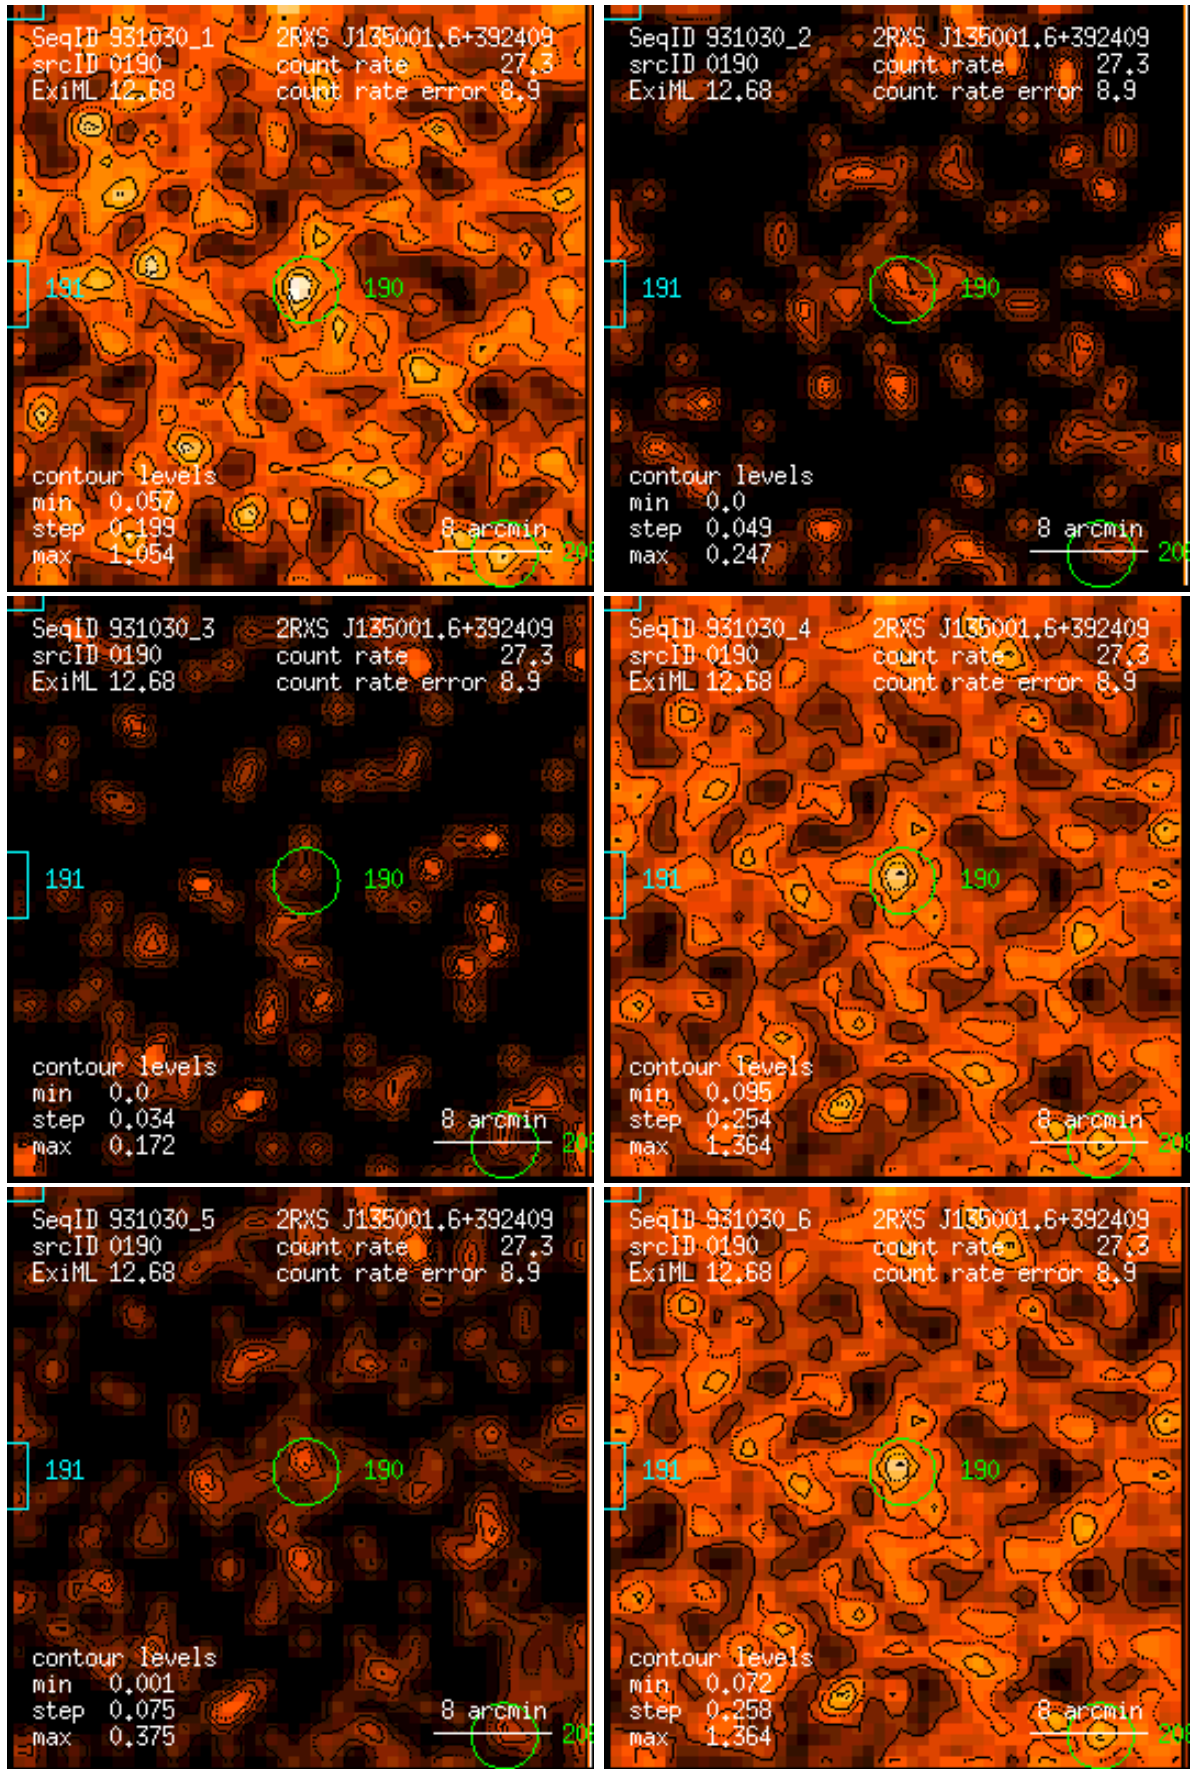 SeqID 931030_1 2RXS J135001.6+392409
srcID 0190 count rate 27.3
ExiML 12.68 count rate error 8.9
191 190
contour levels
min 0.057
step 0.199 8 arcmin
max 1.054
SeqID 931030_2 2RXS J135001.6+392409
srcID 0190 count rate 27.3
ExiML 12.68 count rate error 8.9
191 190
contour levels
min 0.0
step 0.049 8 arcmin
max 0.247
SeqID 931030_3 2RXS J135001.6+392409
srcID 0190 count rate 27.3
ExiML 12.68 count rate error 8.9
191 190
contour levels
min 0.0
step 0.034 8 arcmin
max 0.172
SeqID 931030_4 2RXS J135001.6+392409
srcID 0190 count rate 27.3
ExiML 12.68 count rate error 8.9
191 190
contour levels
min 0.095
step 0.254 8 arcmin
max 1.364
SeqID 931030_5 2RXS J135001.6+392409
srcID 0190 count rate 27.3
ExiML 12.68 count rate error 8.9
191 190
contour levels
min 0.001
step 0.075 8 arcmin
max 0.375
SeqID 931030_6 2RXS J135001.6+392409
srcID 0190 count rate 27.3
ExiML 12.68 count rate error 8.9
191 190
contour levels
min 0.072
step 0.258 8 arcmin
max 1.364